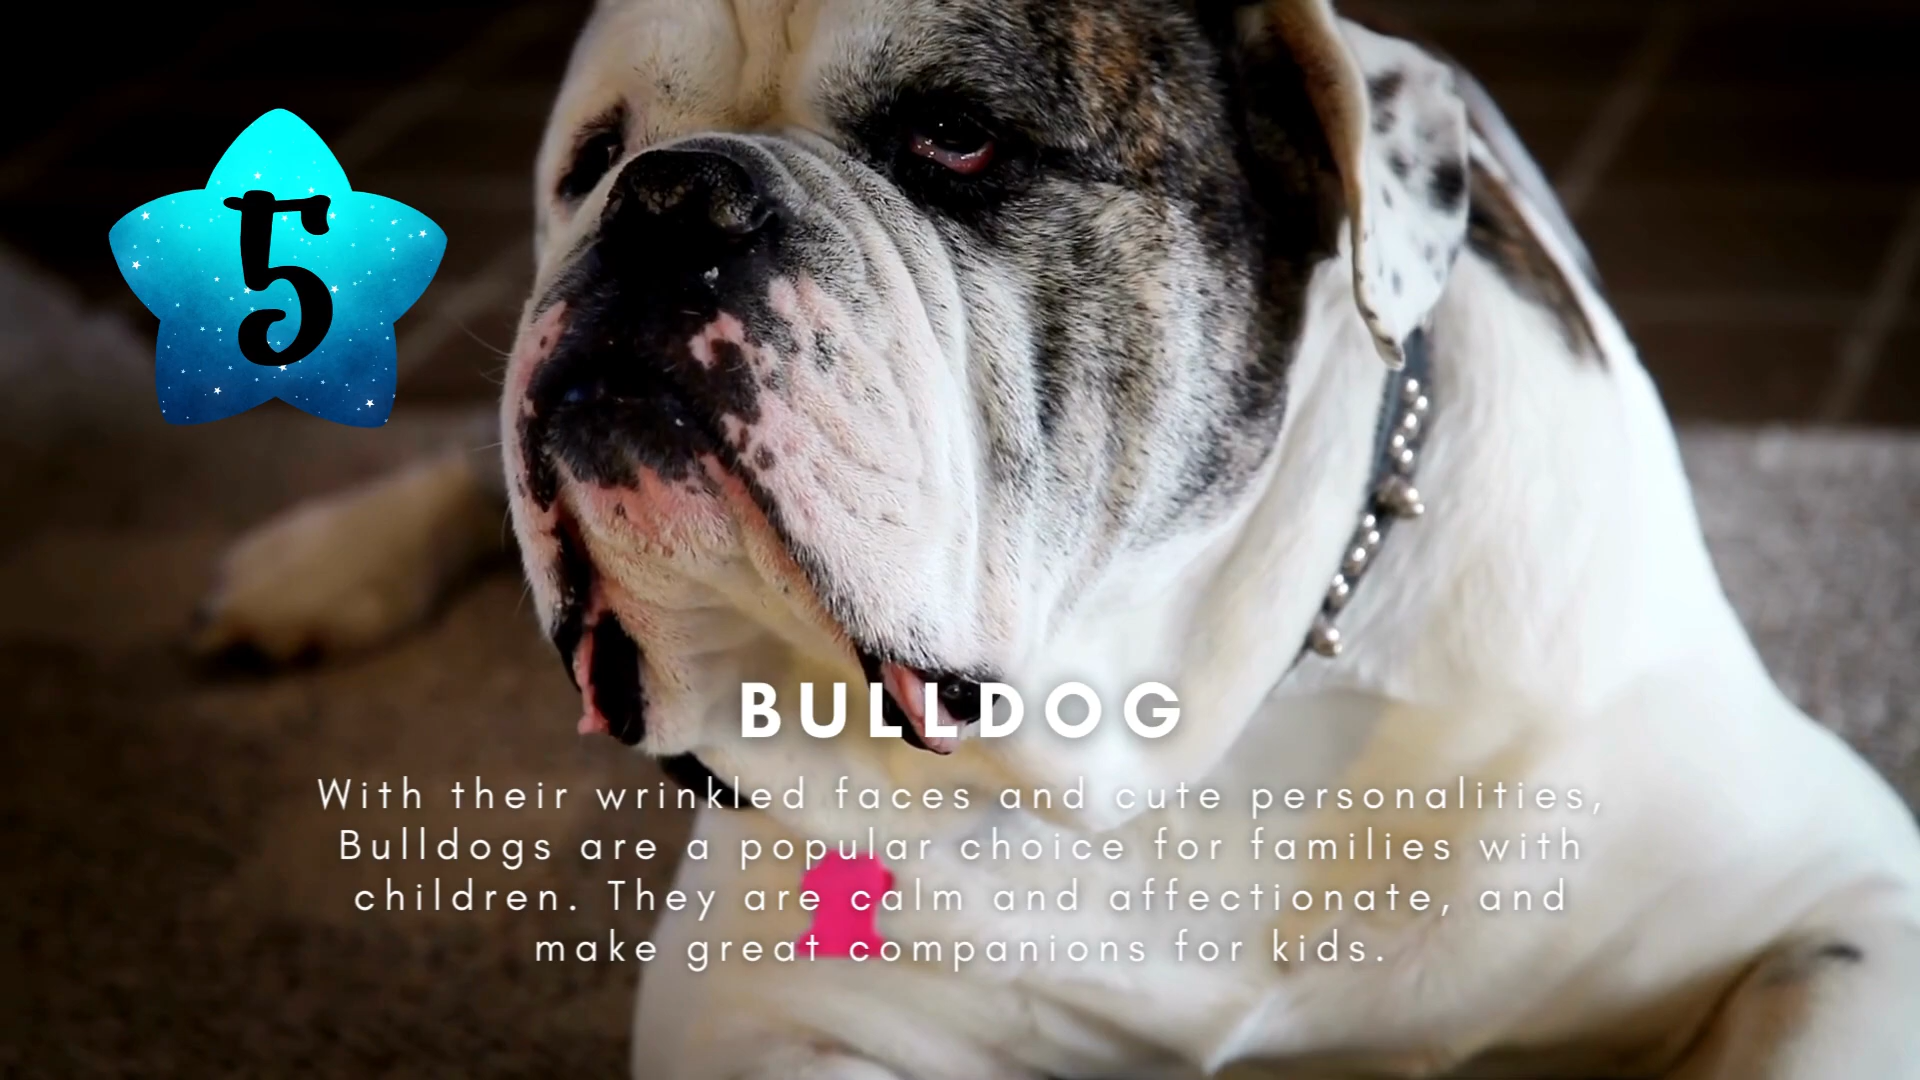 5
BULLDOG
With their wrinkled faces and cute personalities,
Bulldogs are a popular choice for families with
children. They are calm and affectionate, and
make great companions for kids.